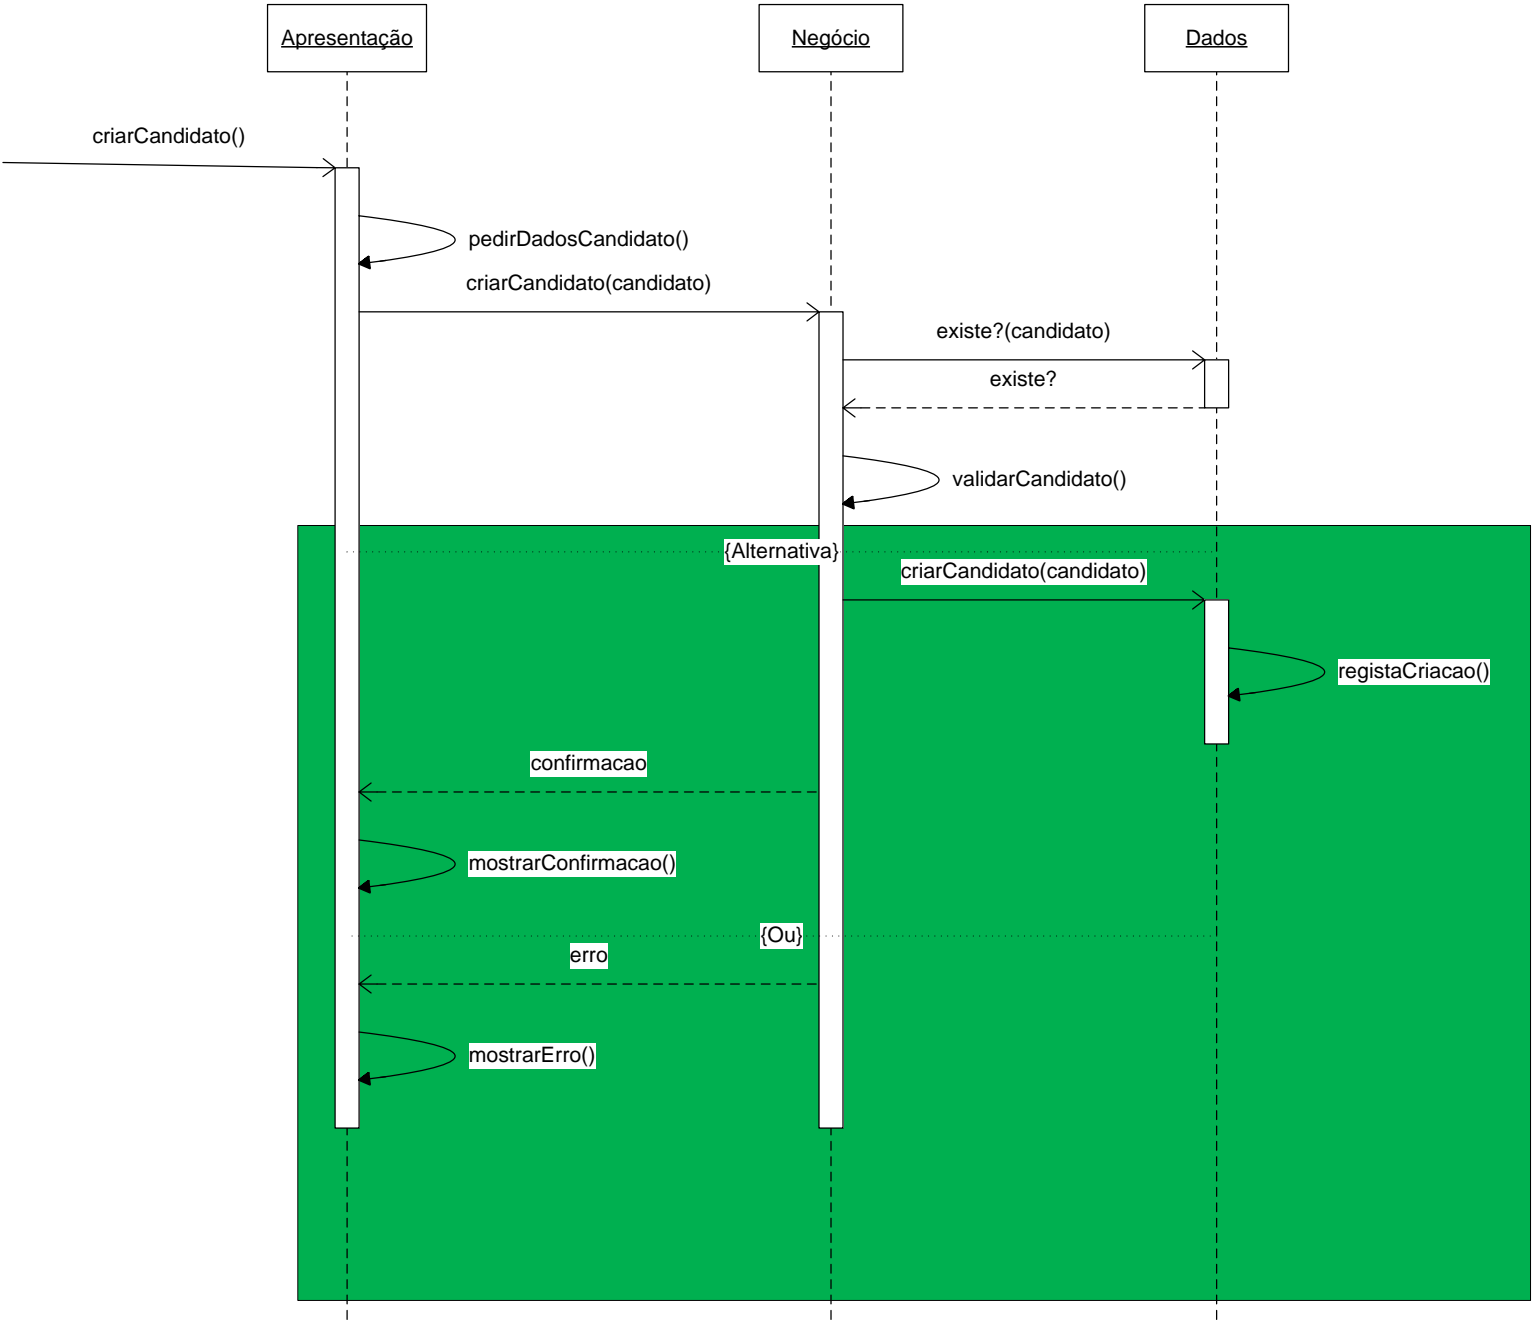 Apresentação
Negócio
Dados
criarCandidato()
pedirDadosCandidato()
criarCandidato(candidato)
existe?(candidato)
existe?
validarCandidato()
{Alternativa}
criarCandidato(candidato)
registaCriacao()
confirmacao
mostrarConfirmacao()
{Ou}
erro
mostrarErro()